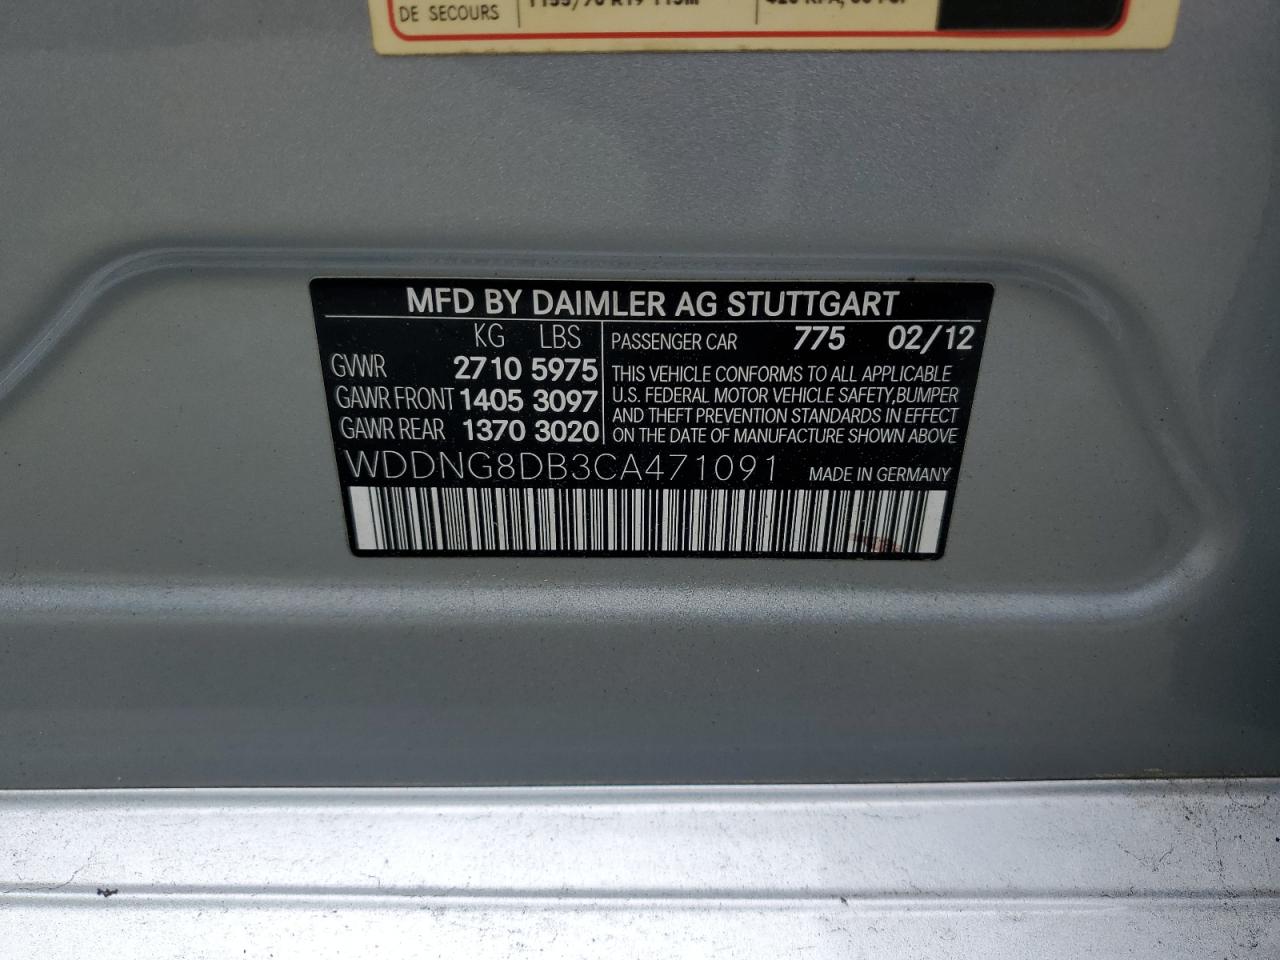 DE SECOURS
MFD BY DAIMLER AG STUTTGART
KG LBS
GVWR 2710 5975
GAWR FRONT 1405 3097
GAWR REAR 1370 3020
PASSENGER CAR 775 02/12
THIS VEHICLE CONFORMS TO ALL APPLICABLE
U.S. FEDERAL MOTOR VEHICLE SAFETY,BUMPER
AND THEFT PREVENTION STANDARDS IN EFFECT
ON THE DATE OF MANUFACTURE SHOWN ABOVE
WDDNG8DB3CA471091 MADE IN GERMANY